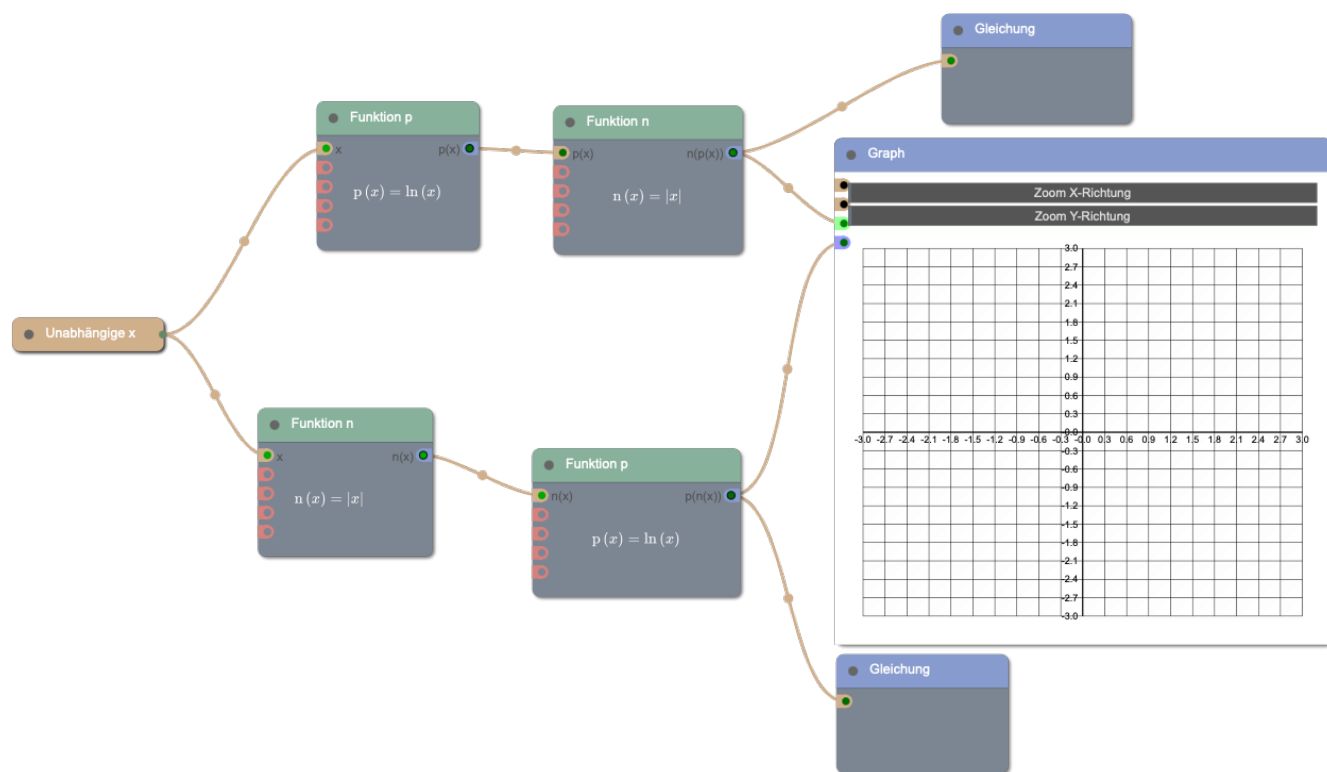 Gleichung
Funktion p
x p(x)
p (x) = ln (x)
Funktion n
p(x) n(p(x))
n (x) = |x|
Graph
Zoom X-Richtung
Zoom Y-Richtung
3.0
2.7
2.4
2.1
1.8
1.5
1.2
0.9
0.6
0.3
0.0
-3.0 -2.7 -2.4 -2.1 -1.8 -1.5 -1.2 -0.9 -0.6 -0.3 -0.0 0.3 0.6 0.9 1.2 1.5 1.8 2.1 2.4 2.7 3.0
-0.3
-0.6
-0.9
-1.2
-1.5
-1.8
-2.1
-2.4
-2.7
-3.0
Unabhängige x
Funktion n
x n(x)
n (x) = |x|
Funktion p
n(x) p(n(x))
p (x) = ln (x)
Gleichung